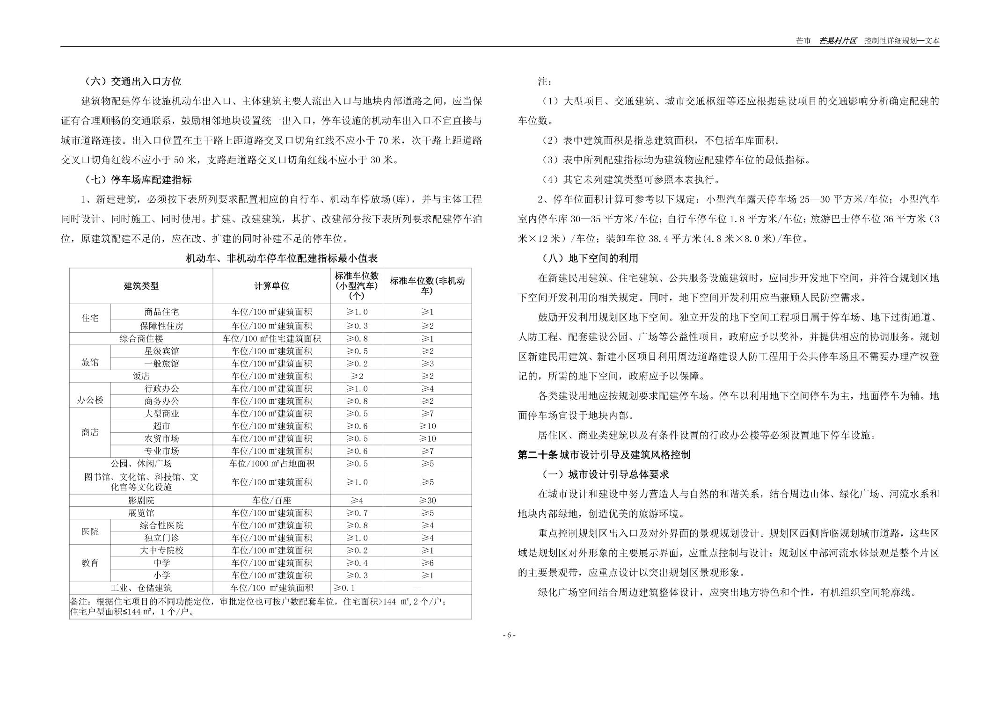 芒市　芒晃村片区　控制性详细规划—文本
（六）交通出入口方位
建筑物配建停车设施机动车出入口、主体建筑主要人流出入口与地块内部道路之间，应当保
证有合理顺畅的交通联系，鼓励相邻地块设置统一出入口，停车设施的机动车出入口不宜直接与
城市道路连接。出入口位置在主干路上距道路交叉口切角红线不应小于 70 米，次干路上距道路
交叉口切角红线不应小于 50 米，支路距道路交叉口切角红线不应小于 30 米。
（七）停车场库配建指标
1、新建建筑，必须按下表所列要求配置相应的自行车、机动车停放场(库)，并与主体工程
同时设计、同时施工、同时使用。扩建、改建建筑，其扩、改建部分按下表所列要求配建停车泊
位，原建筑配建不足的，应在改、扩建的同时补建不足的停车位。
机动车、非机动车停车位配建指标最小值表
建筑类型 计算单位 标准车位数(小型汽车)(个) 标准车位数(非机动车)
住宅 商品住宅 车位/100 ㎡建筑面积 ≥1.0 ≥1
保障性住房 车位/100 ㎡建筑面积 ≥0.3 ≥2
综合商住楼 车位/100 ㎡住宅建筑面积 ≥0.8 ≥1
旅馆 星级宾馆 车位/100 ㎡建筑面积 ≥0.5 ≥2
一般旅馆 车位/100 ㎡建筑面积 ≥0.2 ≥3
饭店 车位/100 ㎡建筑面积 ≥2 ≥2
办公楼 行政办公 车位/100 ㎡建筑面积 ≥1.0 ≥4
商务办公 车位/100 ㎡建筑面积 ≥0.8 ≥2
商店 大型商业 车位/100 ㎡建筑面积 ≥0.5 ≥7
超市 车位/100 ㎡建筑面积 ≥0.6 ≥10
农贸市场 车位/100 ㎡建筑面积 ≥0.5 ≥10
专业市场 车位/100 ㎡建筑面积 ≥0.6 ≥7
公园、休闲广场 车位/1000 ㎡占地面积 ≥0.5 ≥5
图书馆、文化馆、科技馆、文
化宫等文化设施 车位/100 ㎡建筑面积 ≥1.0 ≥5
影剧院 车位/百座 ≥4 ≥30
展览馆 车位/100 ㎡建筑面积 ≥0.7 ≥5
医院 综合性医院 车位/100 ㎡建筑面积 ≥0.8 ≥4
独立门诊 车位/100 ㎡建筑面积 ≥1.0 ≥4
教育 大中专院校 车位/100 ㎡建筑面积 ≥0.2 ≥1
中学 车位/100 ㎡建筑面积 ≥0.4 ≥6
小学 车位/100 ㎡建筑面积 ≥0.3 ≥1
工业、仓储建筑 车位/100 ㎡建筑面积 ≥0.1 —
备注：根据住宅项目的不同功能定位，审批定位也可按户数配套车位，住宅面积>144 ㎡,2 个/户；
住宅户型面积≤144 ㎡，1 个/户。
注：
（1）大型项目、交通建筑、城市交通枢纽等还应根据建设项目的交通影响分析确定配建的
车位数。
（2）表中建筑面积是指总建筑面积，不包括车库面积。
（3）表中所列配建指标均为建筑物应配建停车位的最低指标。
（4）其它未列建筑类型可参照本表执行。
2、停车位面积计算可参考以下规定：小型汽车露天停车场 25—30 平方米/车位；小型汽车
室内停车库 30—35 平方米/车位；自行车停车位 1.8 平方米/车位；旅游巴士停车位 36 平方米（3
米×12 米）/车位；装卸车位 38.4 平方米(4.8 米×8.0 米)/车位。
（八）地下空间的利用
在新建民用建筑、住宅建筑、公共服务设施建筑时，应同步开发地下空间，并符合规划区地
下空间开发利用的相关规定。同时，地下空间开发利用应当兼顾人民防空需求。
鼓励开发利用规划区地下空间。独立开发的地下空间工程项目属于停车场、地下过街通道、
人防工程、配套建设公园、广场等公益性项目，政府应予以奖补，并提供相应的协调服务。规划
区新建民用建筑、新建小区项目利用周边道路建设人防工程用于公共停车场且不需要办理产权登
记的，所需的地下空间，政府应予以保障。
各类建设用地应按规划要求配建停车场。停车以利用地下空间停车为主，地面停车为辅。地
面停车场宜设于地块内部。
居住区、商业类建筑以及有条件设置的行政办公楼等必须设置地下停车设施。
第二十条 城市设计引导及建筑风格控制
（一）城市设计引导总体要求
在城市设计和建设中努力营造人与自然的和谐关系，结合周边山体、绿化广场、河流水系和
地块内部绿地，创造优美的旅游环境。
重点控制规划区出入口及对外界面的景观规划设计。规划区西侧皆临规划城市道路，这些区
域是规划区对外形象的主要展示界面，应重点控制与设计；规划区中部河流水体景观是整个片区
的主要景观带，应重点设计以突出规划区景观形象。
绿化广场空间结合周边建筑整体设计，应突出地方特色和个性，有机组织空间轮廓线。
- 6 -